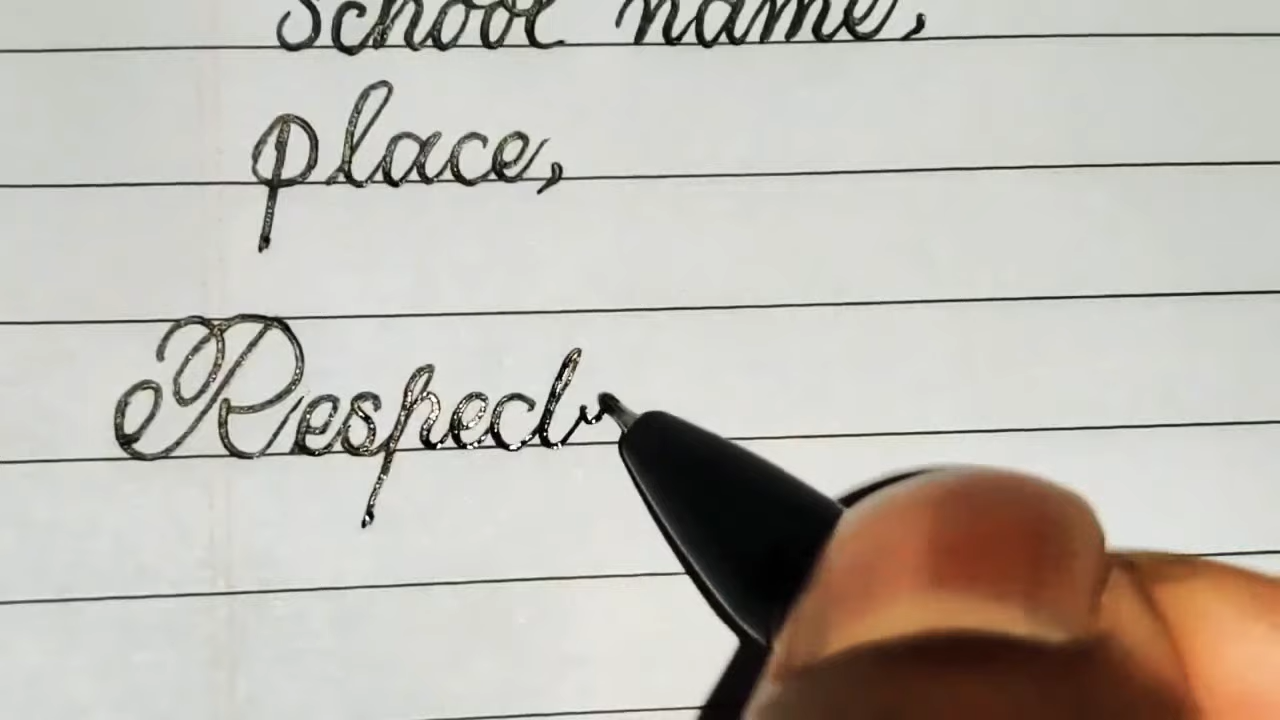 School name,
place,
Respect